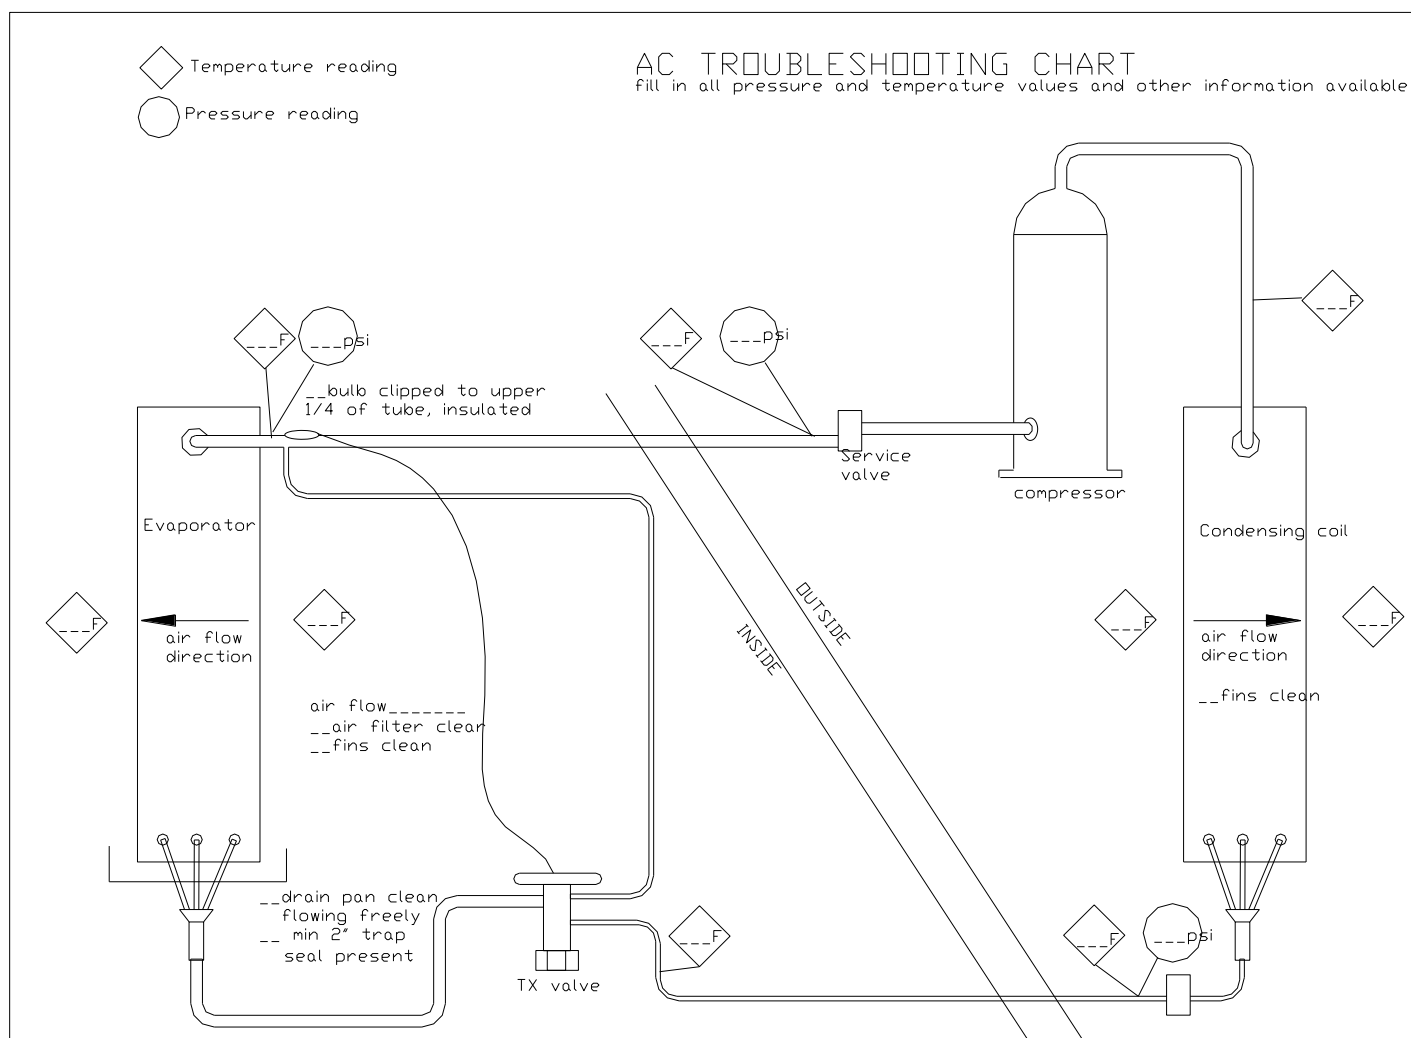 Temperature reading
Pressure reading
AC TROUBLESHOOTING CHART
fill in all pressure and temperature values and other information available
___F
___F
___psi
___F
___psi
__bulb clipped to upper
1/4 of tube, insulated
Service
valve
compressor
Evaporator
Condensing coil
OUTSIDE
INSIDE
___F
___F
___F
___F
air flow
direction
air flow
direction
__fins clean
air flow_______
__air filter clear
__fins clean
__drain pan clean
flowing freely
__ min 2" trap
seal present
___F
___F
___psi
TX valve